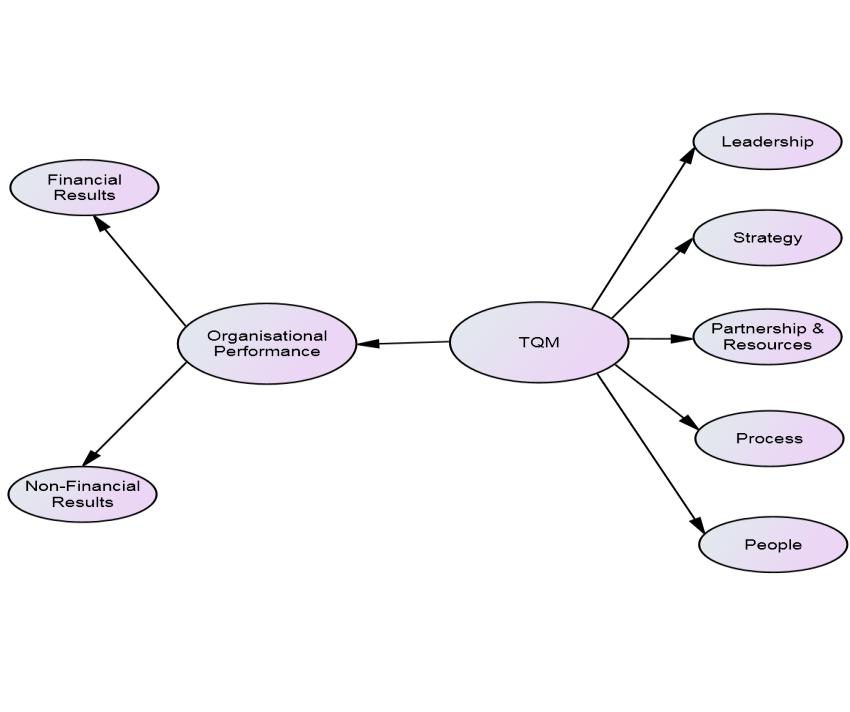 Leadership
Financial
Results
Strategy
Organisational
Performance
TQM
Partnership &
Resources
Process
Non-Financial
Results
People